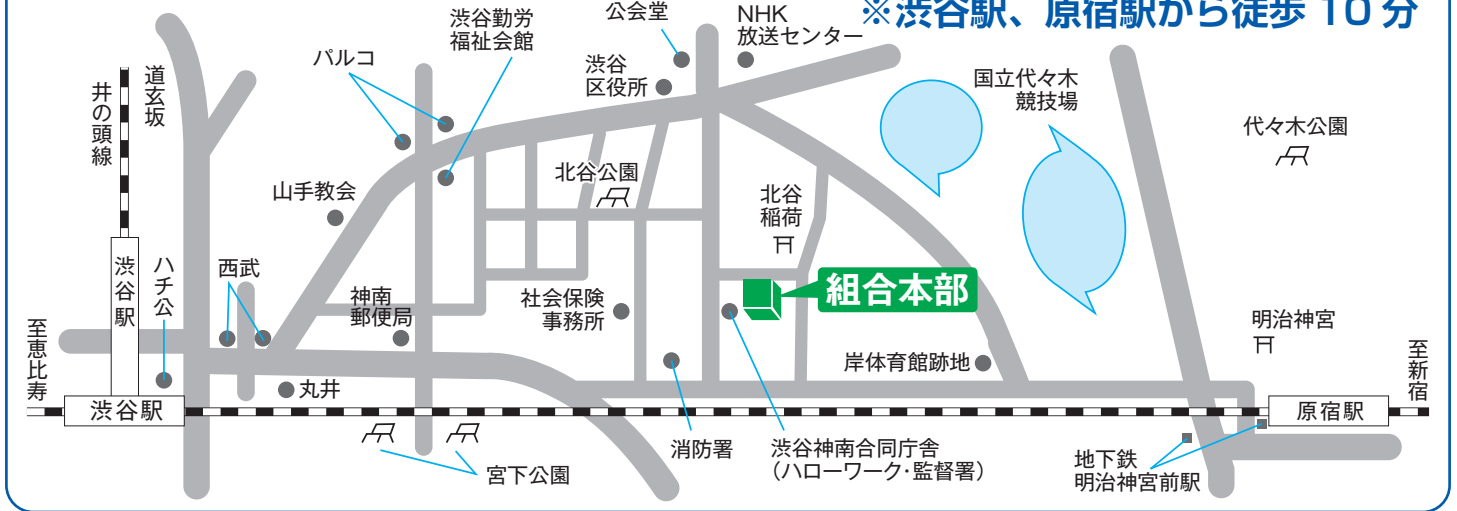 ※渋谷駅、原宿駅から徒歩 10 分
公会堂
NHK
放送センター
渋谷勤労
福祉会館
パルコ
渋谷
区役所
国立代々木
競技場
代々木公園
道玄坂
井の頭線
山手教会
北谷公園
北谷
稲荷
渋谷駅
ハチ公
西武
神南
郵便局
社会保険
事務所
組合本部
岸体育館跡地
明治神宮
至恵比寿
至新宿
丸井
渋谷駅
原宿駅
宮下公園
消防署
渋谷神南合同庁舎
（ハローワーク・監督署）
地下鉄
明治神宮前駅